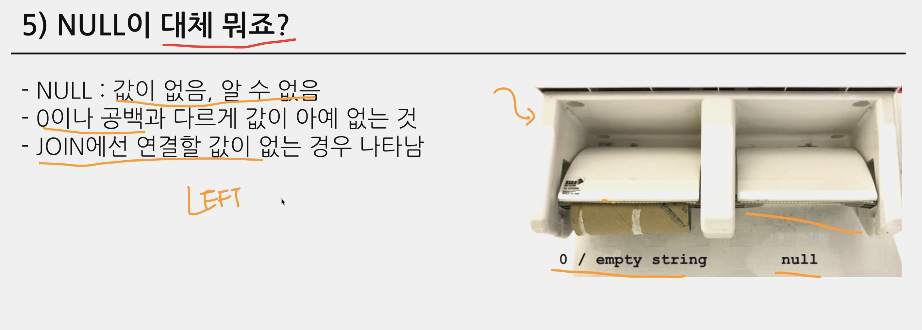 5) NULL이 대체 뭐죠?
- NULL : 값이 없음, 알 수 없음
- 0이나 공백과 다르게 값이 아예 없는 것
- JOIN에선 연결할 값이 없는 경우 나타남
LEFT
0 / empty string
null